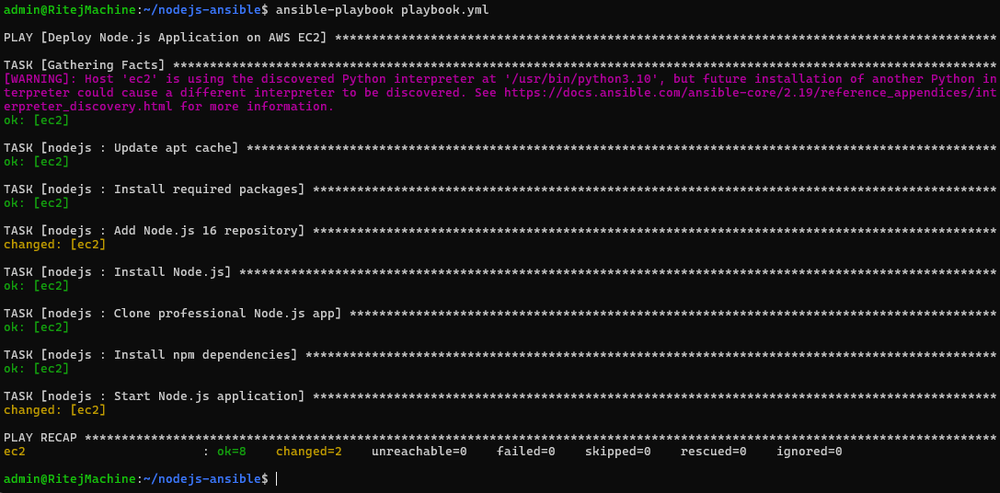 admin@RitejMachine:~/nodejs-ansible$ ansible-playbook playbook.yml
PLAY [Deploy Node.js Application on AWS EC2] ******************************************************************************************
TASK [Gathering Facts] ****************************************************************************************************************
[WARNING]: Host 'ec2' is using the discovered Python interpreter at '/usr/bin/python3.10', but future installation of another Python in
terpreter could cause a different interpreter to be discovered. See https://docs.ansible.com/ansible-core/2.19/reference_appendices/int
erpreter_discovery.html for more information.
ok: [ec2]
TASK [nodejs : Update apt cache] ******************************************************************************************************
ok: [ec2]
TASK [nodejs : Install required packages] *********************************************************************************************
ok: [ec2]
TASK [nodejs : Add Node.js 16 repository] *********************************************************************************************
changed: [ec2]
TASK [nodejs : Install Node.js] *******************************************************************************************************
ok: [ec2]
TASK [nodejs : Clone professional Node.js app] ****************************************************************************************
ok: [ec2]
TASK [nodejs : Install npm dependencies] **********************************************************************************************
ok: [ec2]
TASK [nodejs : Start Node.js application] *********************************************************************************************
changed: [ec2]
PLAY RECAP ****************************************************************************************************************************
ec2                        : ok=8    changed=2    unreachable=0    failed=0    skipped=0    rescued=0    ignored=0
admin@RitejMachine:~/nodejs-ansible$